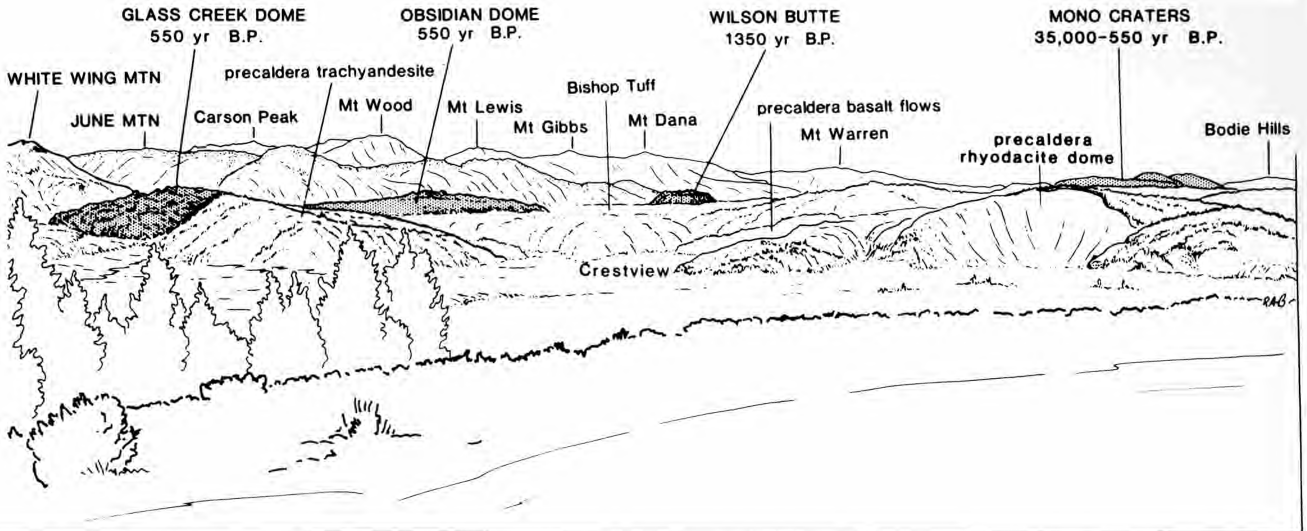 GLASS CREEK DOME
550 yr B.P.
OBSIDIAN DOME
550 yr B.P.
WILSON BUTTE
1350 yr B.P.
MONO CRATERS
35,000-550 yr B.P.
WHITE WING MTN
precaldera trachyandesite
JUNE MTN
Carson Peak
Mt Wood
Mt Lewis
Mt Gibbs
Bishop Tuff
Mt Dana
precaldera basalt flows
Mt Warren
precaldera
rhyodacite dome
Bodie Hills
Crestview
RAB